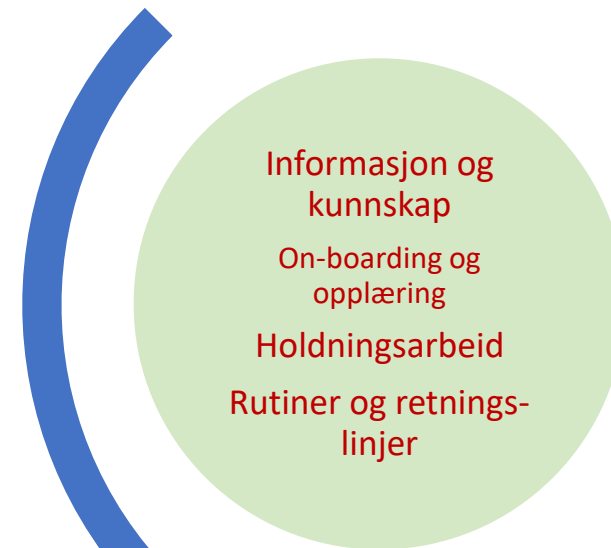 Informasjon og
kunnskap
On-boarding og
opplæring
Holdningsarbeid
Rutiner og retnings-
linjer